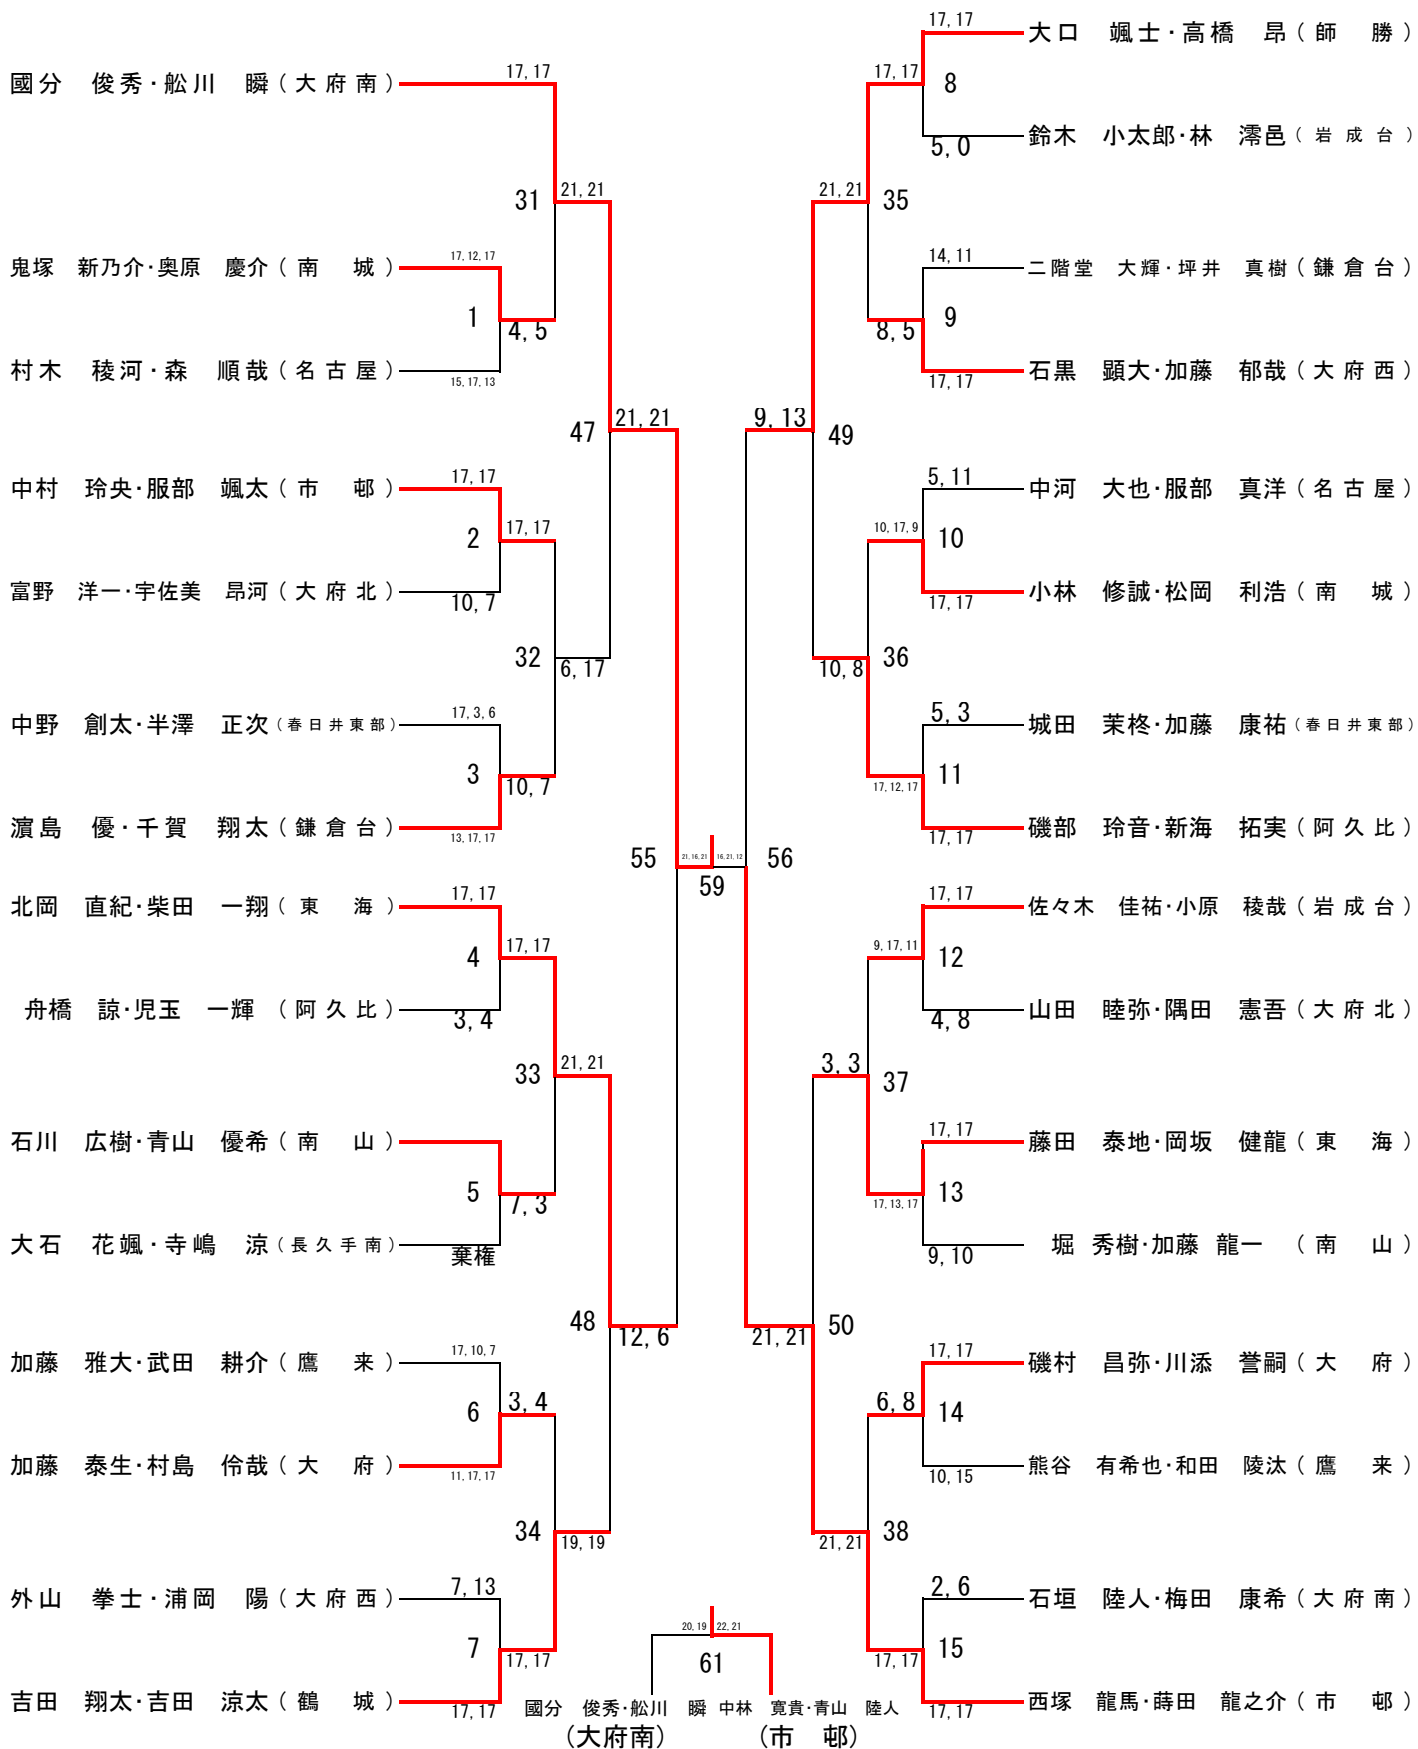 17,17
大口　颯士・高橋　昂（師　勝）
國分　俊秀・舩川　瞬（大府南）
17,17
17,17
8
5,0
鈴木　小太郎・林　澪邑（岩成台）
31
21,21
21,21
35
鬼塚　新乃介・奥原　慶介（南　城）
17,12,17
14,11
二階堂　大輝・坪井　真樹（鎌倉台）
1
4,5
8,5
9
村木　稜河・森　順哉（名古屋）
15,17,13
17,17
石黒　顕大・加藤　郁哉（大府西）
47
21,21
9,13
49
中村　玲央・服部　颯太（市　邨）
17,17
5,11
中河　大也・服部　真洋（名古屋）
2
17,17
10,17,9
10
富野　洋一・宇佐美　昂河（大府北）
10,7
17,17
小林　修誠・松岡　利浩（南　城）
32
6,17
10,8
36
中野　創太・半澤　正次（春日井東部）
17,3,6
5,3
城田　茉柊・加藤　康祐（春日井東部）
3
10,7
17,12,17
11
濵島　優・千賀　翔太（鎌倉台）
13,17,17
17,17
磯部　玲音・新海　拓実（阿久比）
55
21,16,21
16,21,12
56
59
北岡　直紀・柴田　一翔（東　海）
17,17
17,17
佐々木　佳祐・小原　稜哉（岩成台）
4
17,17
9,17,11
12
舟橋　諒・児玉　一輝（阿久比）
3,4
4,8
山田　睦弥・隅田　憲吾（大府北）
33
21,21
3,3
37
石川　広樹・青山　優希（南　山）
17,17
藤田　泰地・岡坂　健龍（東　海）
5
7,3
17,13,17
13
大石　花颯・寺嶋　涼（長久手南）
棄権
9,10
堀　秀樹・加藤　龍一（南　山）
48
12,6
21,21
50
加藤　雅大・武田　耕介（鷹　来）
17,10,7
17,17
磯村　昌弥・川添　誉嗣（大　府）
6
3,4
6,8
14
加藤　泰生・村島　伶哉（大　府）
11,17,17
10,15
熊谷　有希也・和田　陵汰（鷹　来）
34
19,19
21,21
38
外山　拳士・浦岡　陽（大府西）
7,13
2,6
石垣　陸人・梅田　康希（大府南）
20,19
22,21
7
17,17
61
17,17
15
吉田　翔太・吉田　涼太（鶴　城）
17,17
17,17
西塚　龍馬・蒔田　龍之介（市　邨）
國分　俊秀・舩川　瞬
中林　寛貴・青山　陸人
（大府南）
（市　邨）